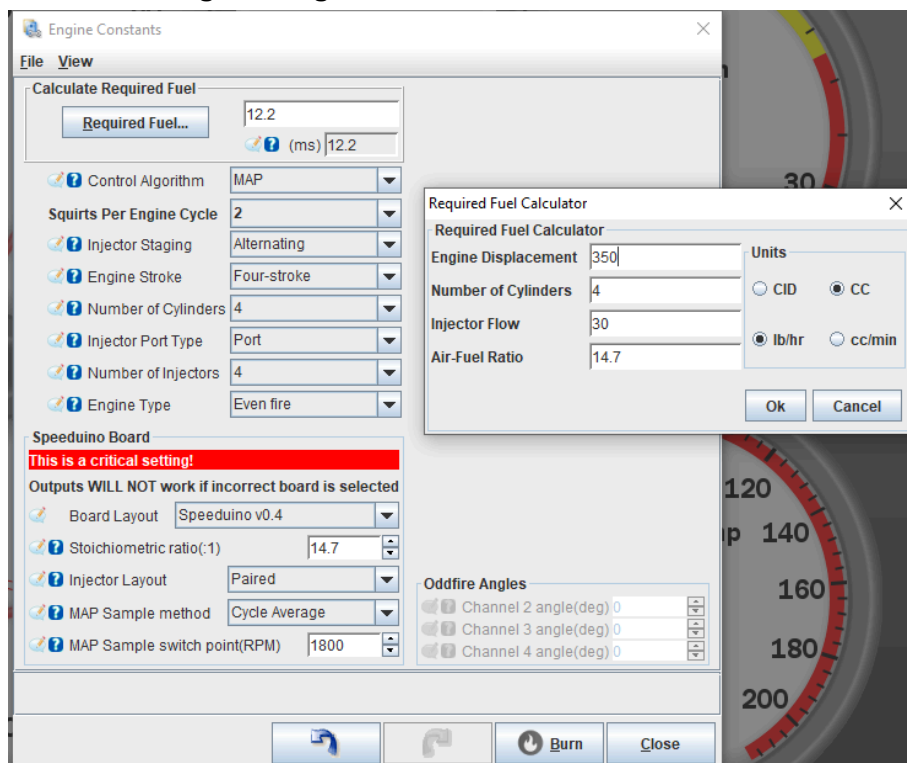 Engine Constants
File View
Calculate Required Fuel
Required Fuel... 12.2
(ms) 12.2
Control Algorithm MAP
Squirts Per Engine Cycle 2
Injector Staging Alternating
Engine Stroke Four-stroke
Number of Cylinders 4
Injector Port Type Port
Number of Injectors 4
Engine Type Even fire
Speeduino Board
This is a critical setting!
Outputs WILL NOT work if incorrect board is selected
Board Layout Speeduino v0.4
Stoichiometric ratio(:1) 14.7
Injector Layout Paired
MAP Sample method Cycle Average
MAP Sample switch point(RPM) 1800
Oddfire Angles
Channel 2 angle(deg) 0
Channel 3 angle(deg) 0
Channel 4 angle(deg) 0
Burn Close
Required Fuel Calculator
Required Fuel Calculator
Engine Displacement 350
Number of Cylinders 4
Injector Flow 30
Air-Fuel Ratio 14.7
Units
CID CC
lb/hr cc/min
Ok Cancel
30
120
140
160
180
200